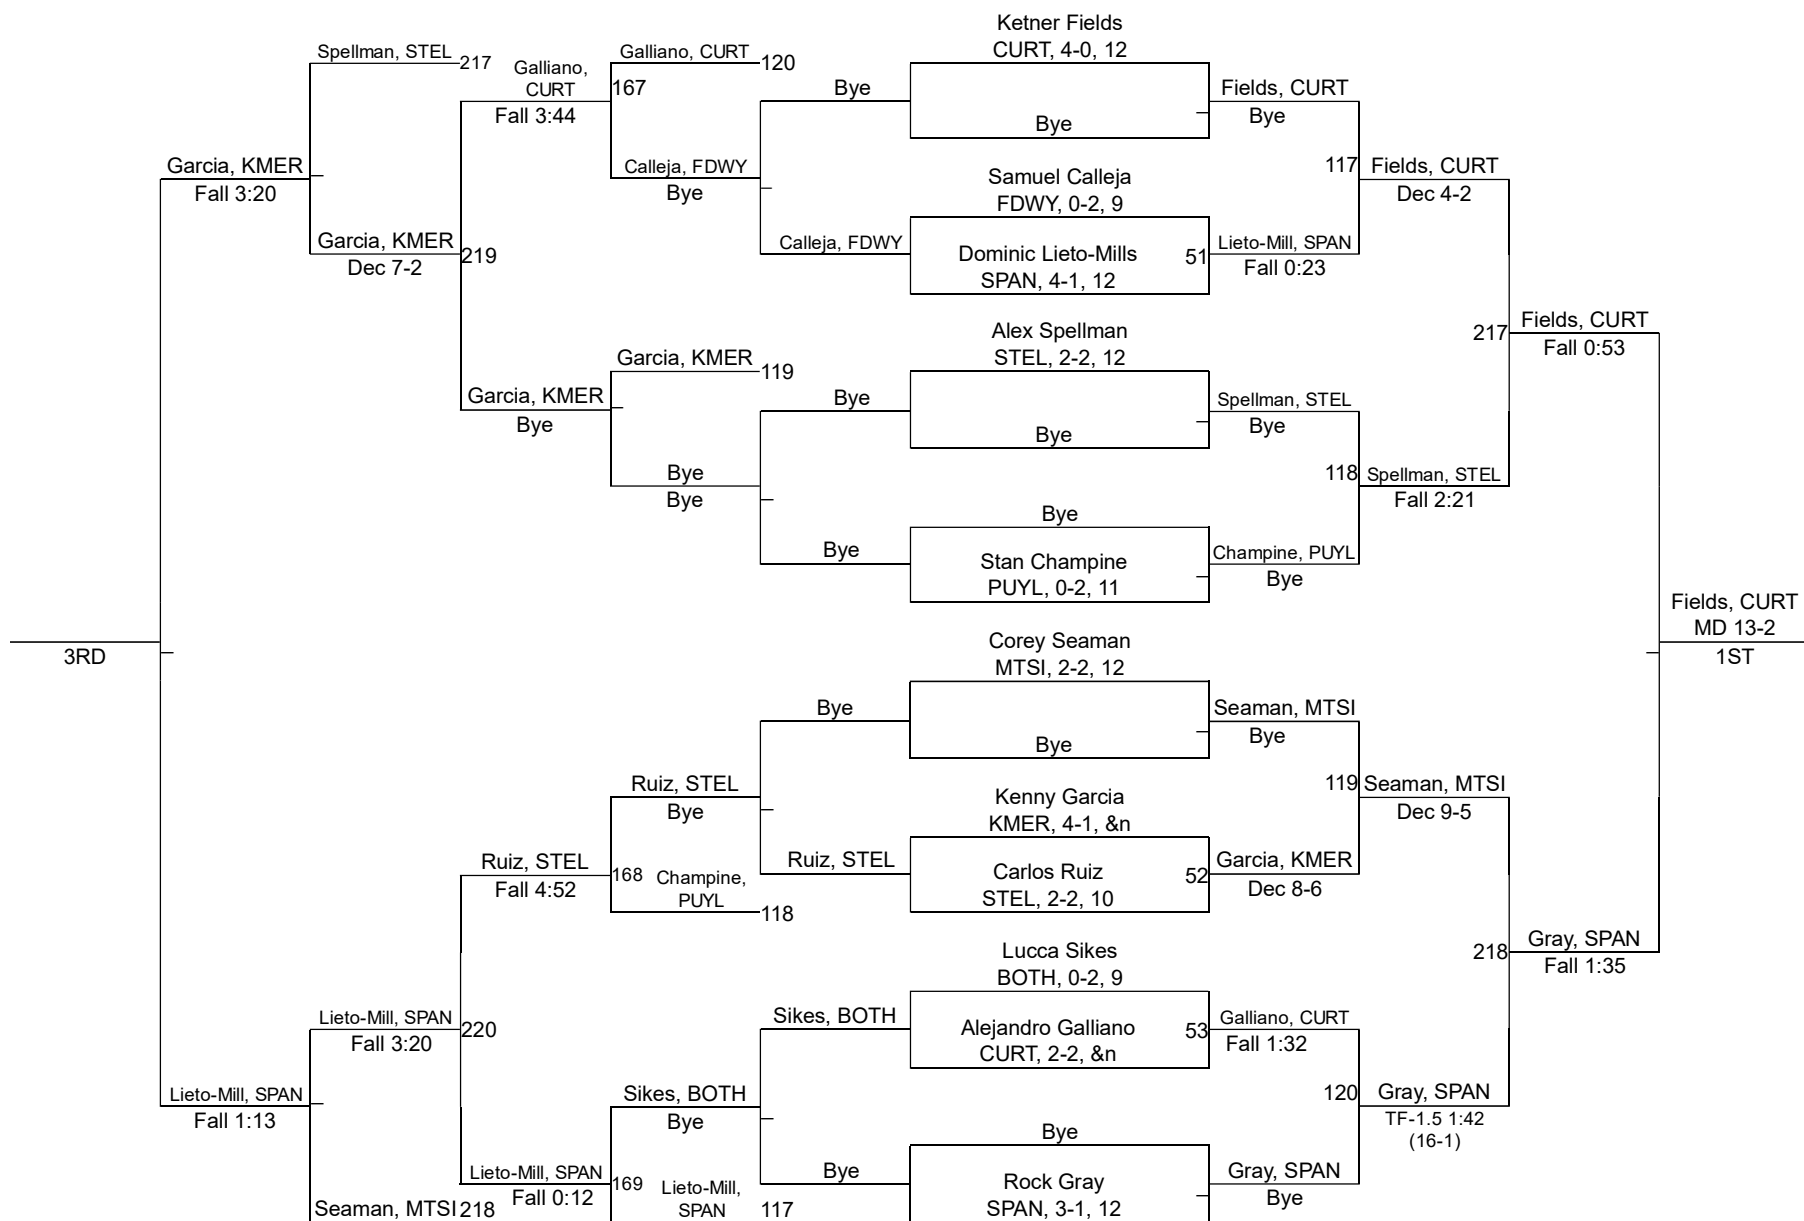 Ketner Fields
CURT, 4-0, 12
Bye
Samuel Calleja
FDWY, 0-2, 9
Dominic Lieto-Mills
SPAN, 4-1, 12
51
Alex Spellman
STEL, 2-2, 12
Bye
Bye
Stan Champine
PUYL, 0-2, 11
Corey Seaman
MTSI, 2-2, 12
Bye
Kenny Garcia
KMER, 4-1, &n
Carlos Ruiz
STEL, 2-2, 10
52
Lucca Sikes
BOTH, 0-2, 9
Alejandro Galliano
CURT, 2-2, &n
53
Bye
Rock Gray
SPAN, 3-1, 12
Fields, CURT
Bye
117
Lieto-Mill, SPAN
Fall 0:23
Spellman, STEL
Bye
118
Champine, PUYL
Bye
Seaman, MTSI
Bye
119
Garcia, KMER
Dec 8-6
Galliano, CURT
Fall 1:32
120
Gray, SPAN
Bye
Fields, CURT
Dec 4-2
217
Spellman, STEL
Fall 2:21
Seaman, MTSI
Dec 9-5
218
Gray, SPAN
TF-1.5 1:42
(16-1)
Fields, CURT
Fall 0:53
Gray, SPAN
Fall 1:35
Fields, CURT
MD 13-2
1ST
Bye
Calleja, FDWY
Bye
Bye
Bye
Ruiz, STEL
Sikes, BOTH
Bye
Galliano, CURT
120
167
Calleja, FDWY
Bye
Garcia, KMER
119
Bye
Bye
Ruiz, STEL
Bye
168
Champine,
PUYL
118
Sikes, BOTH
Bye
169
Lieto-Mill,
SPAN
117
Galliano,
CURT
Fall 3:44
219
Garcia, KMER
Bye
Ruiz, STEL
Fall 4:52
220
Lieto-Mill, SPAN
Fall 0:12
Spellman, STEL
217
Garcia, KMER
Dec 7-2
Lieto-Mill, SPAN
Fall 3:20
Seaman, MTSI
218
Garcia, KMER
Fall 3:20
Lieto-Mill, SPAN
Fall 1:13
3RD